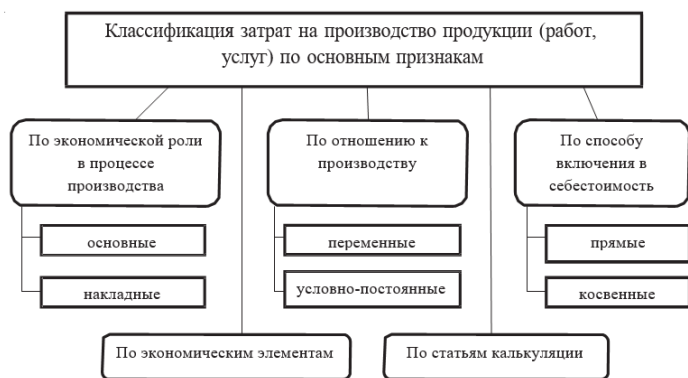 Классификация затрат на производство продукции (работ,
услуг) по основным признакам
По экономической роли
в процессе
производства
основные
накладные
По отношению к
производству
переменные
условно-постоянные
По способу
включения в
себестоимость
прямые
косвенные
По экономическим элементам
По статьям калькуляции